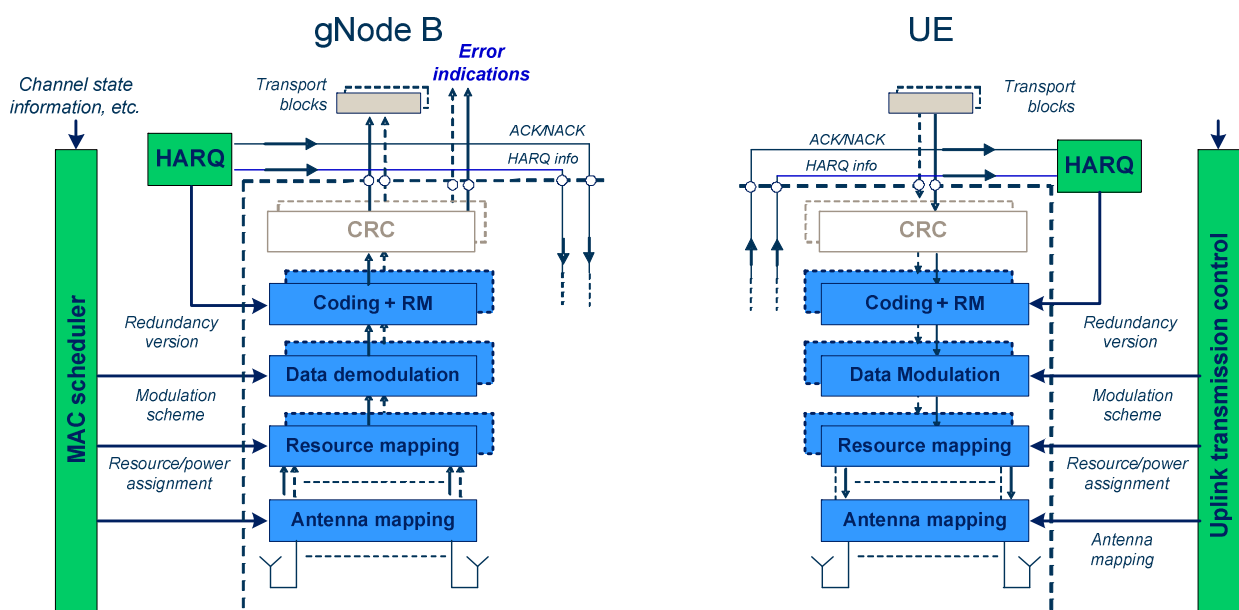 gNode B
UE
Error
indications
Channel state
information, etc.
Transport
blocks
ACK/NACK
HARQ
HARQ info
CRC
Coding + RM
Redundancy
version
Data demodulation
Modulation
scheme
Resource mapping
Resource/power
assignment
Antenna mapping
MAC scheduler
Transport
blocks
ACK/NACK
HARQ info
HARQ
CRC
Coding + RM
Redundancy
version
Data Modulation
Modulation
scheme
Resource mapping
Resource/power
assignment
Antenna mapping
Antenna
mapping
Uplink transmission control